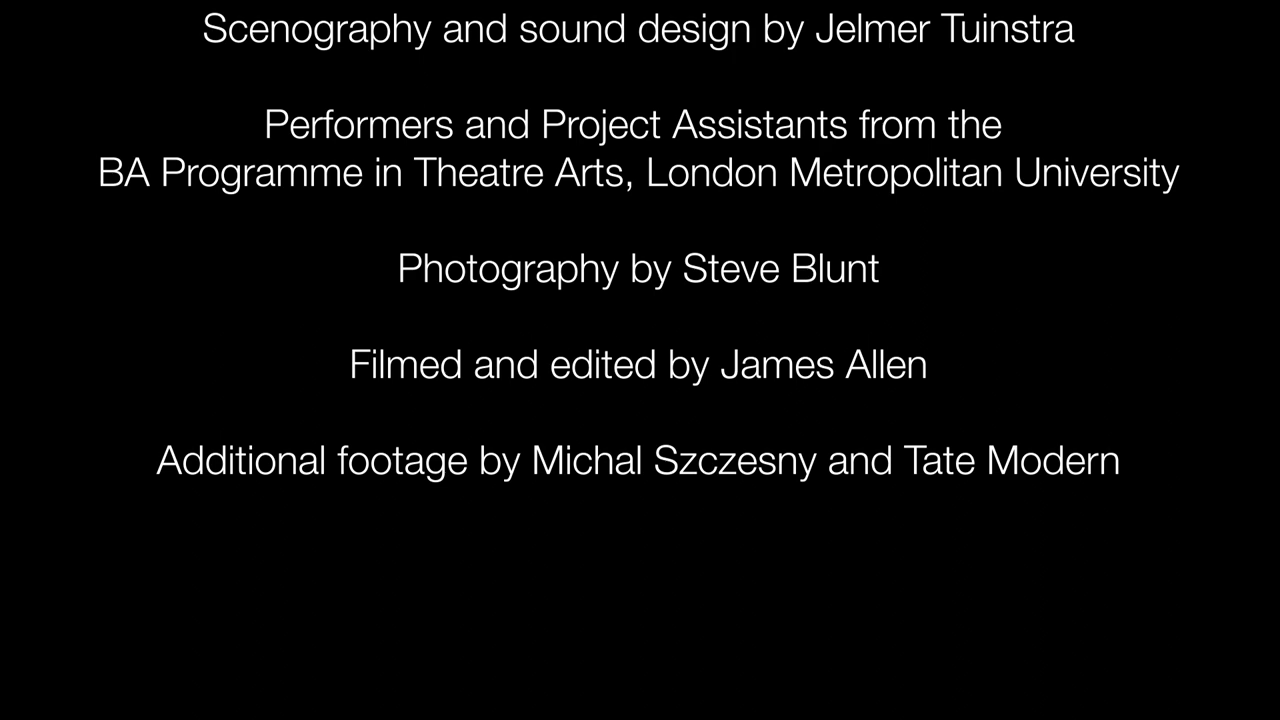 Scenography and sound design by Jelmer Tuinstra
Performers and Project Assistants from the
BA Programme in Theatre Arts, London Metropolitan University
Photography by Steve Blunt
Filmed and edited by James Allen
Additional footage by Michal Szczesny and Tate Modern